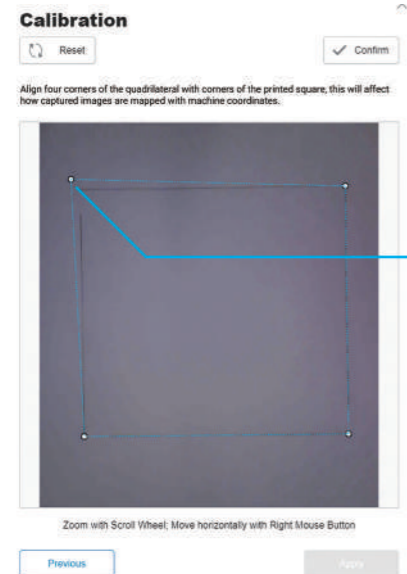 Calibration
Reset
Confirm
Align four corners of the quadrilateral with corners of the printed square, this will affect
how captured images are mapped with machine coordinates.
Zoom with Scroll Wheel; Move horizontally with Right Mouse Button
Previous
Apply